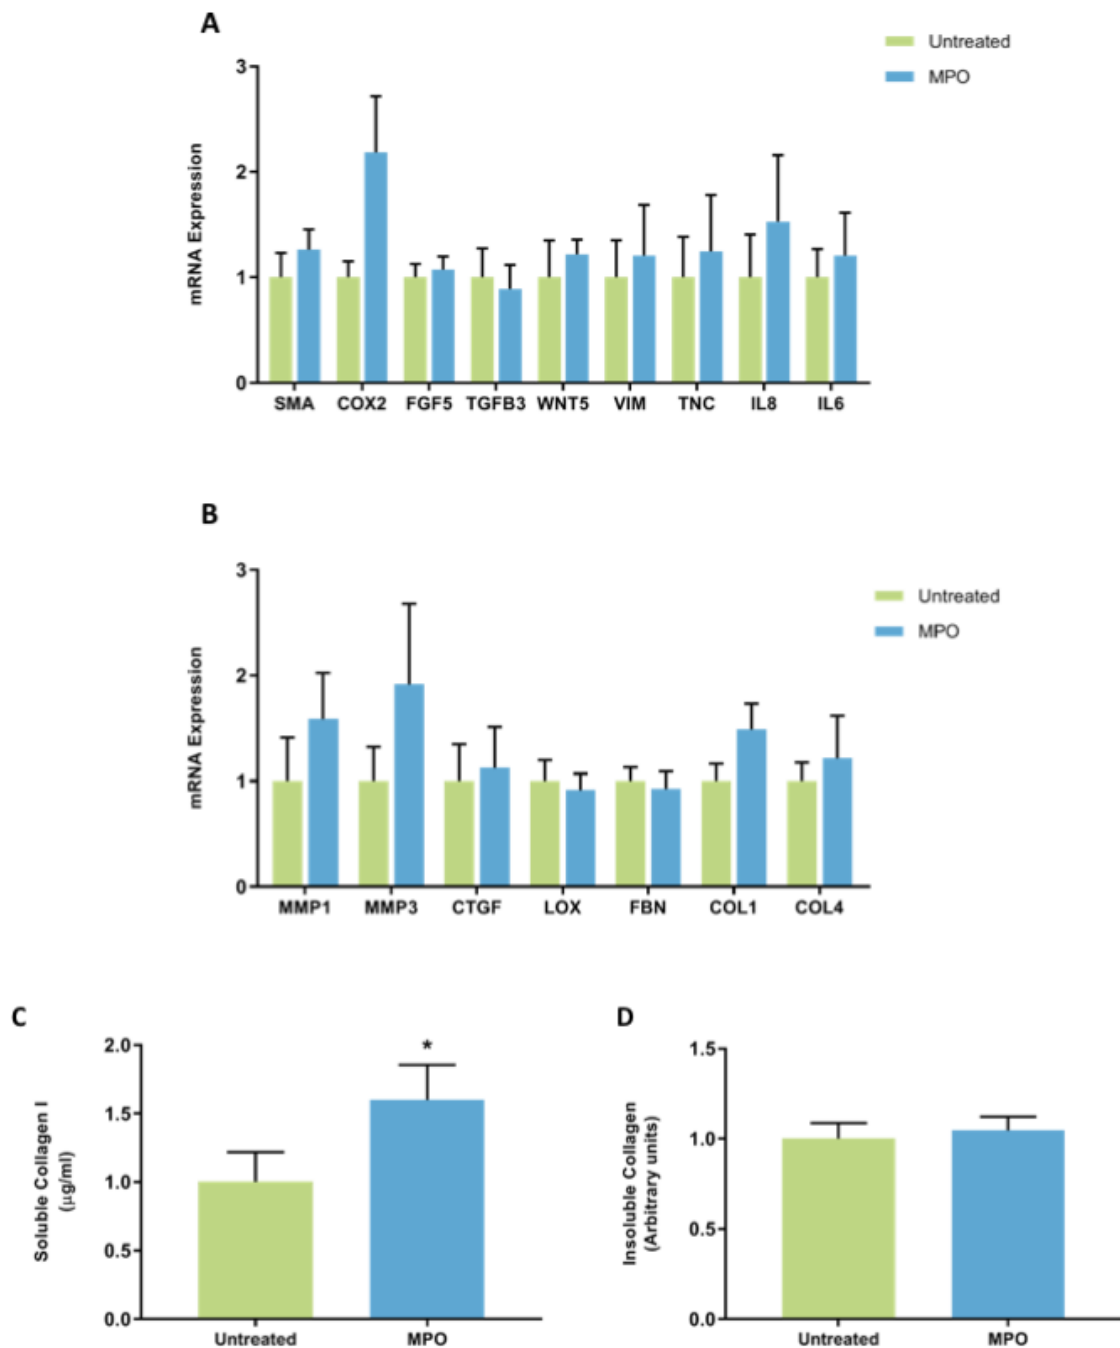 A
Untreated
MPO
3
2
1
0
mRNA Expression
SMA COX2 FGF5 TGFB3 WNT5 VIM TNC IL8 IL6
B
Untreated
MPO
3
2
1
0
mRNA Expression
MMP1 MMP3 CTGF LOX FBN COL1 COL4
C
2.0
1.5
1.0
0.5
0.0
Soluble Collagen I
(µg/ml)
*
Untreated MPO
D
1.5
1.0
0.5
0.0
Insoluble Collagen
(Arbitrary units)
Untreated MPO